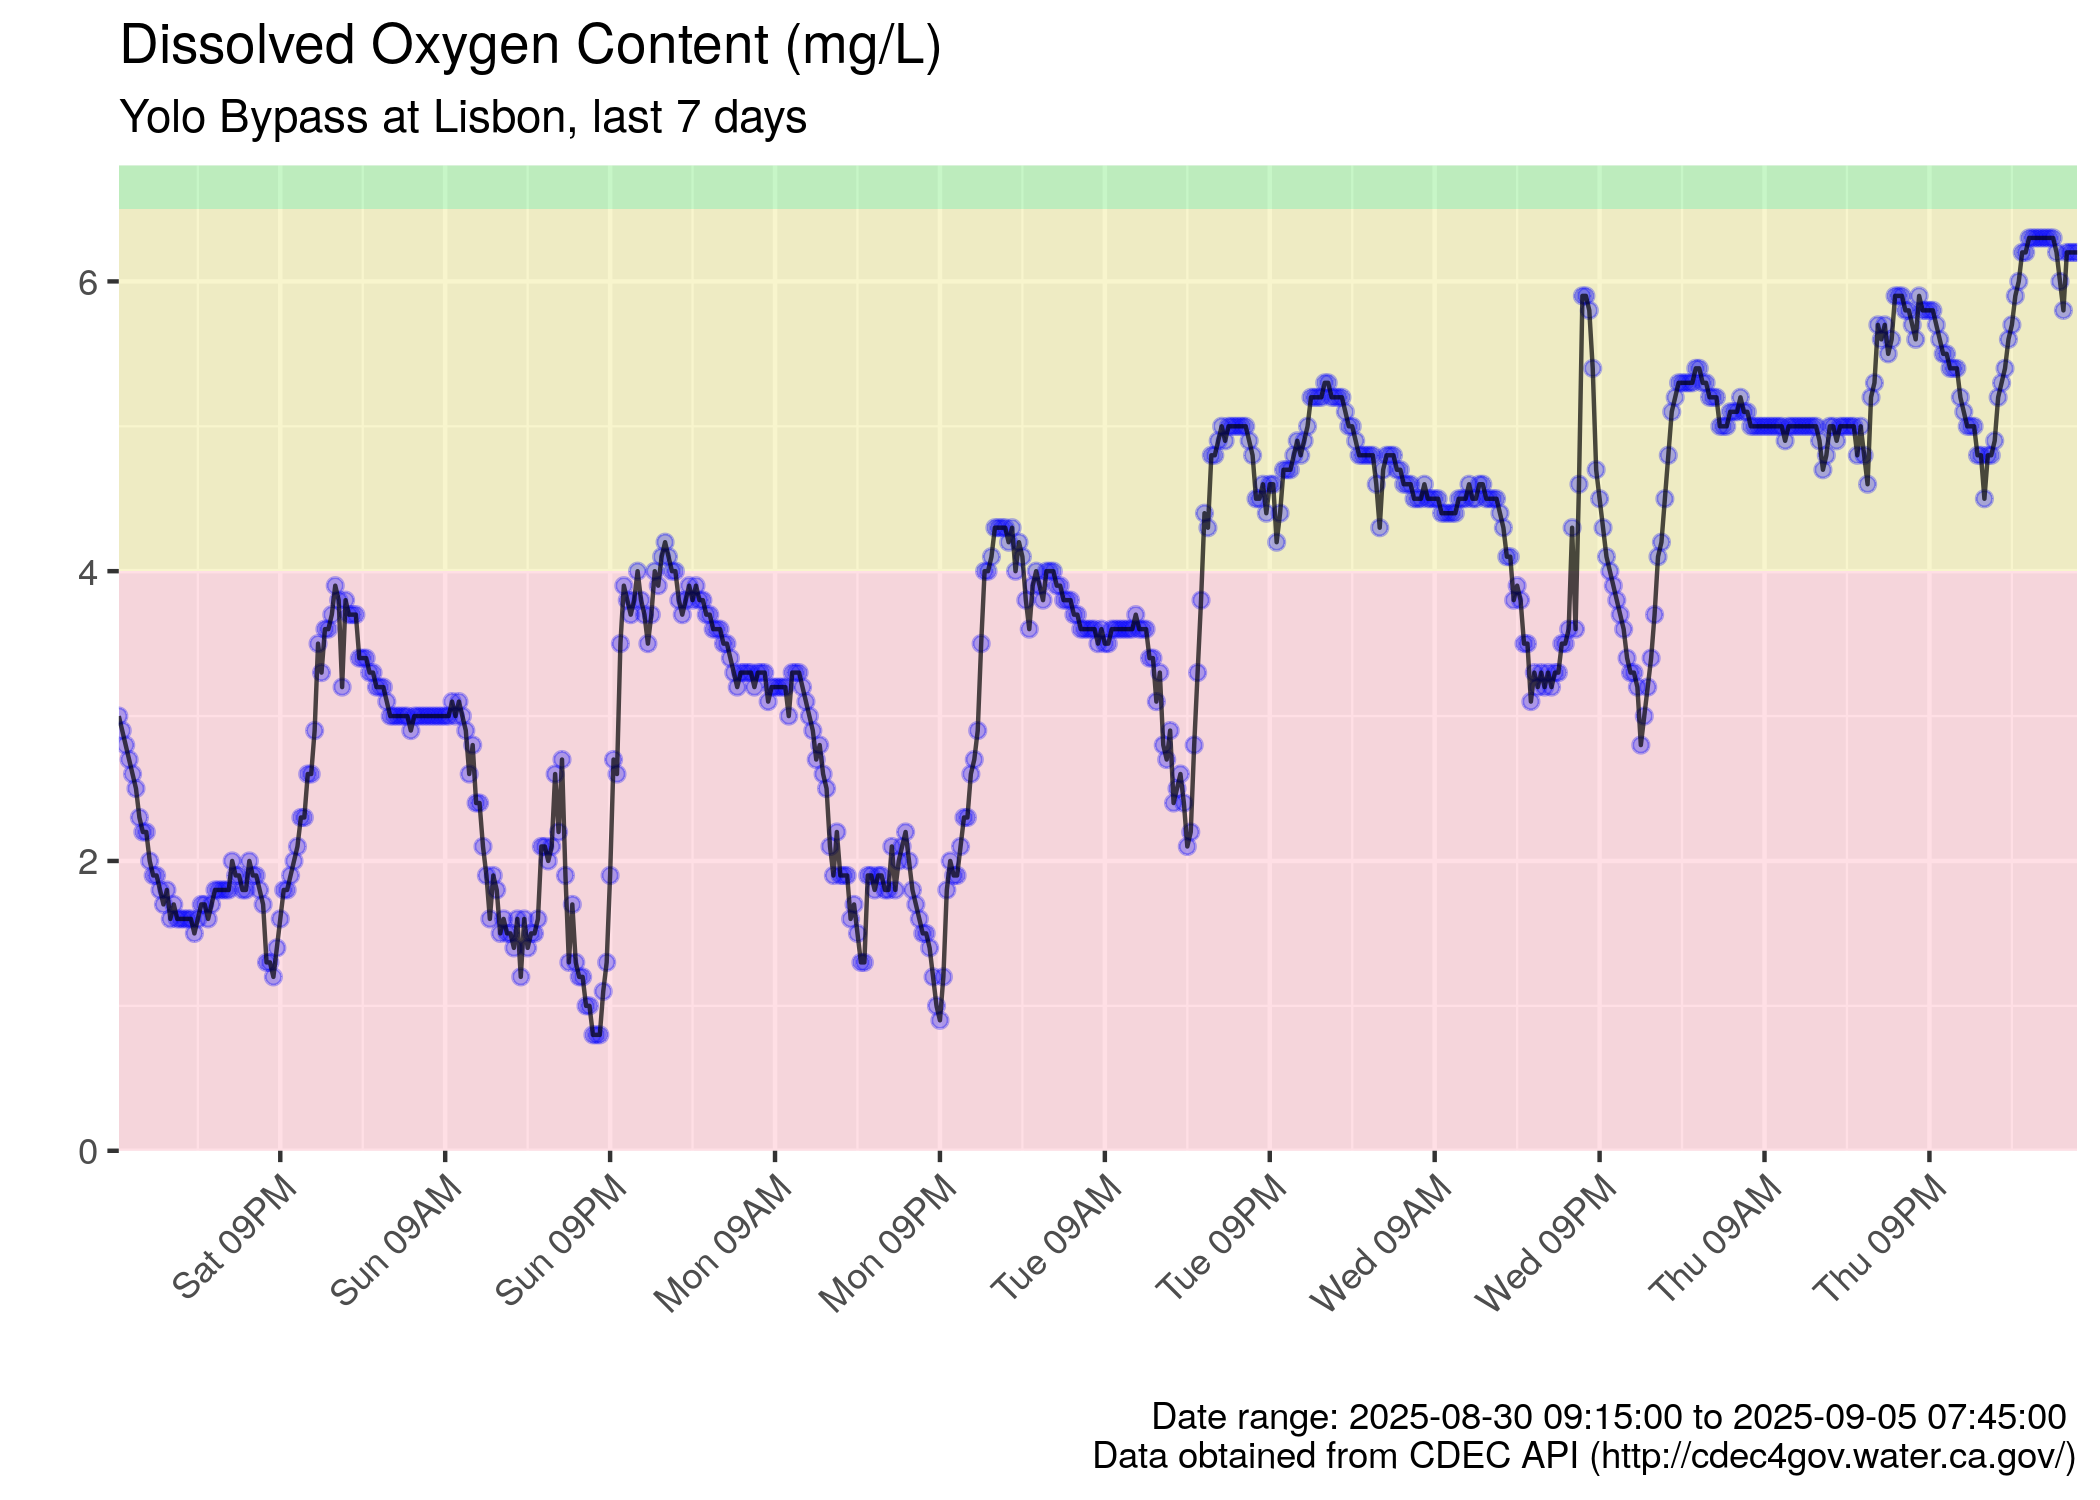 Dissolved Oxygen Content (mg/L)
Yolo Bypass at Lisbon, last 7 days
6
4
2
0
Sat 09PM
Sun 09AM
Sun 09PM
Mon 09AM
Mon 09PM
Tue 09AM
Tue 09PM
Wed 09AM
Wed 09PM
Thu 09AM
Thu 09PM
Date range: 2025-08-30 09:15:00 to 2025-09-05 07:45:00
Data obtained from CDEC API (http://cdec4gov.water.ca.gov/)